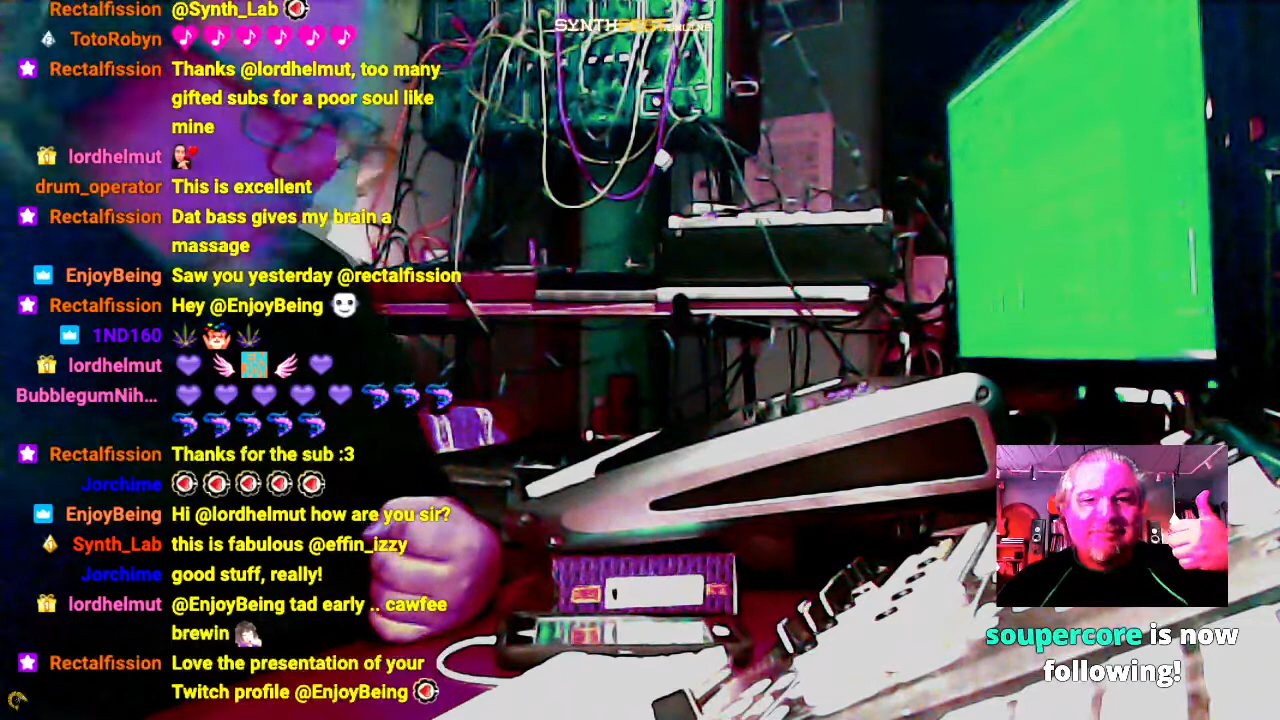 Rectalfission @Synth_Lab
TotoRobyn
Rectalfission Thanks @lordhelmut, too many
gifted subs for a poor soul like
mine
lordhelmut
drum_operator This is excellent
Rectalfission Dat bass gives my brain a
massage
EnjoyBeing Saw you yesterday @rectalfission
Rectalfission Hey @EnjoyBeing
1ND160
lordhelmut
BubblegumNih...
Rectalfission Thanks for the sub :3
Jorchime
EnjoyBeing Hi @lordhelmut how are you sir?
Synth_Lab this is fabulous @effin_izzy
Jorchime good stuff, really!
lordhelmut @EnjoyBeing tad early .. cawfee
brewin
Rectalfission Love the presentation of your
Twitch profile @EnjoyBeing
soupercore is now
following!